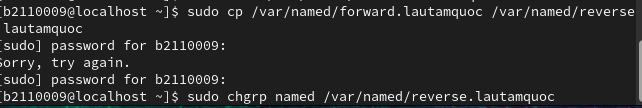 [b2110009@localhost ~]$ sudo cp /var/named/forward.lautamquoc /var/named/reverse
lautamquoc
[sudo] password for b2110009:
Sorry, try again.
[sudo] password for b2110009:
[b2110009@localhost ~]$ sudo chgrp named /var/named/reverse.lautamquoc